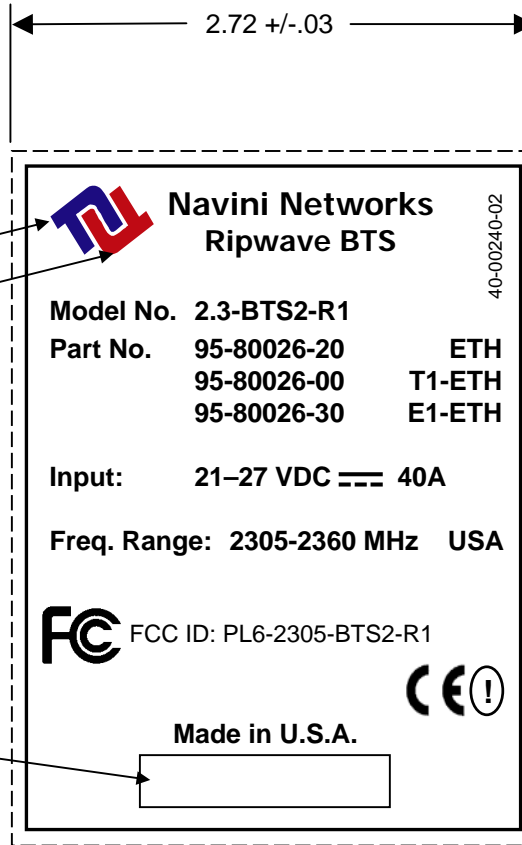 2.72 +/-.03
Navini Networks
Ripwave BTS
40-00240-02
Model No. 2.3-BTS2-R1
Part No. 95-80026-20 ETH
95-80026-00 T1-ETH
95-80026-30 E1-ETH
Input: 21–27 VDC 40A
Freq. Range: 2305-2360 MHz USA
FC FCC ID: PL6-2305-BTS2-R1
CE !
Made in U.S.A.